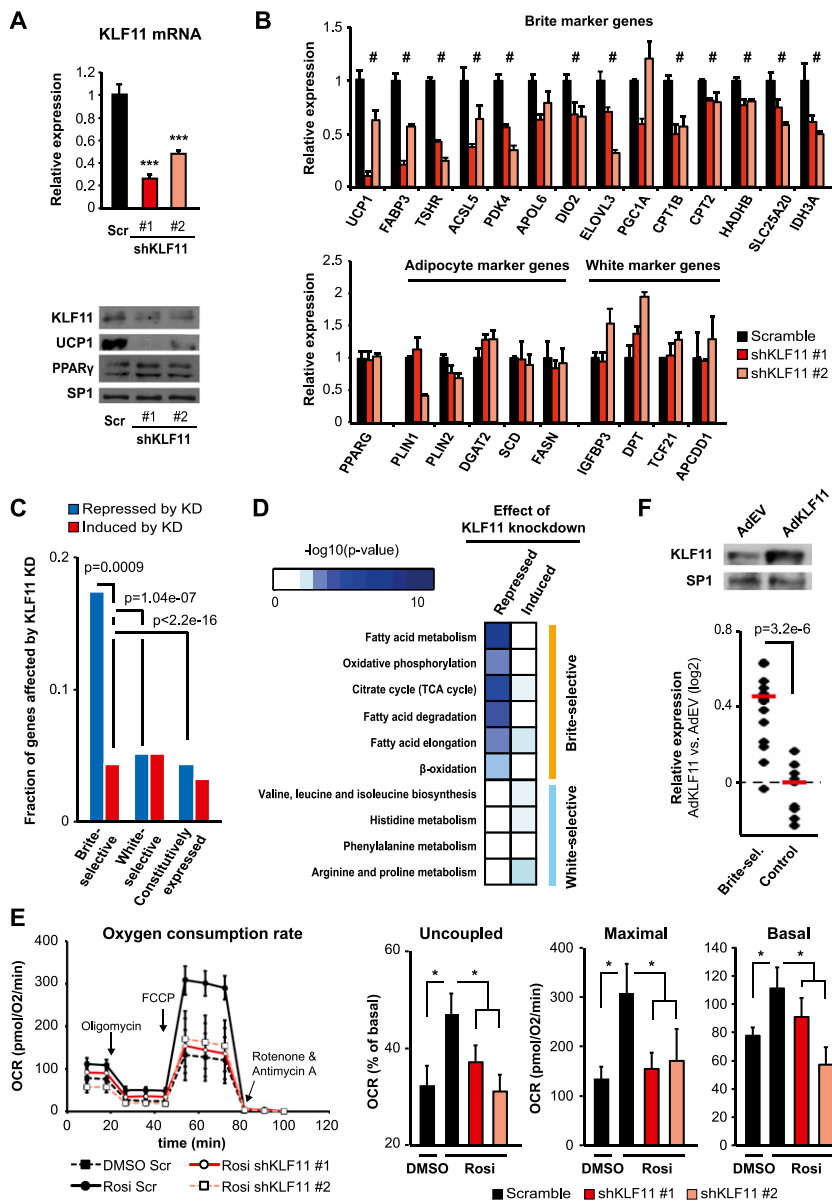 A
KLF11 mRNA
Relative expression
1.2
1
0.8
0.6
0.4
0.2
0
***
***
Scr
#1
#2
shKLF11
KLF11
UCP1
PPARγ
SP1
Scr
#1
#2
shKLF11
B
Brite marker genes
Relative expression
1.5
1
0.5
0
# # # # # # # # # # # #
UCP1
FABP3
TSHR
ACSL5
PDK4
APOL6
DIO2
ELOVL3
PGC1A
CPT1B
CPT2
HADHB
SLC25A20
IDH3A
Adipocyte marker genes
White marker genes
Relative expression
2.5
2
1.5
1
0.5
0
PPARG
PLIN1
PLIN2
DGAT2
SCD
FASN
IGFBP3
DPT
TCF21
APCDD1
Scramble
shKLF11 #1
shKLF11 #2
C
Repressed by KD
Induced by KD
Fraction of genes affected by KLF11 KD
0.2
0.1
0
p=0.0009
p=1.04e-07
p<2.2e-16
Brite-
selective
White-
selective
Constitutively
expressed
D
Effect of
KLF11 knockdown
-log10(p-value)
0
10
Repressed
Induced
Fatty acid metabolism
Oxidative phosphorylation
Citrate cycle (TCA cycle)
Fatty acid degradation
Fatty acid elongation
β-oxidation
Valine, leucine and isoleucine biosynthesis
Histidine metabolism
Phenylalanine metabolism
Arginine and proline metabolism
Brite-selective
White-selective
F
AdEV
AdKLF11
KLF11
SP1
p=3.2e-6
Relative expression
AdKLF11 vs. AdEV (log2)
0.4
0
Brite-sel.
Control
E
Oxygen consumption rate
OCR (pmol/O2/min)
400
300
200
100
0
Oligomycin
FCCP
Rotenone &
Antimycin A
0 20 40 60 80 100 120
time (min)
DMSO Scr
Rosi shKLF11 #1
Rosi Scr
Rosi shKLF11 #2
Uncoupled
OCR (% of basal)
60
40
20
*
*
DMSO
Rosi
Maximal
OCR (pmol/O2/min)
400
300
200
100
0
*
*
DMSO
Rosi
Basal
140
120
100
80
60
40
20
0
*
*
DMSO
Rosi
Scramble
shKLF11 #1
shKLF11 #2